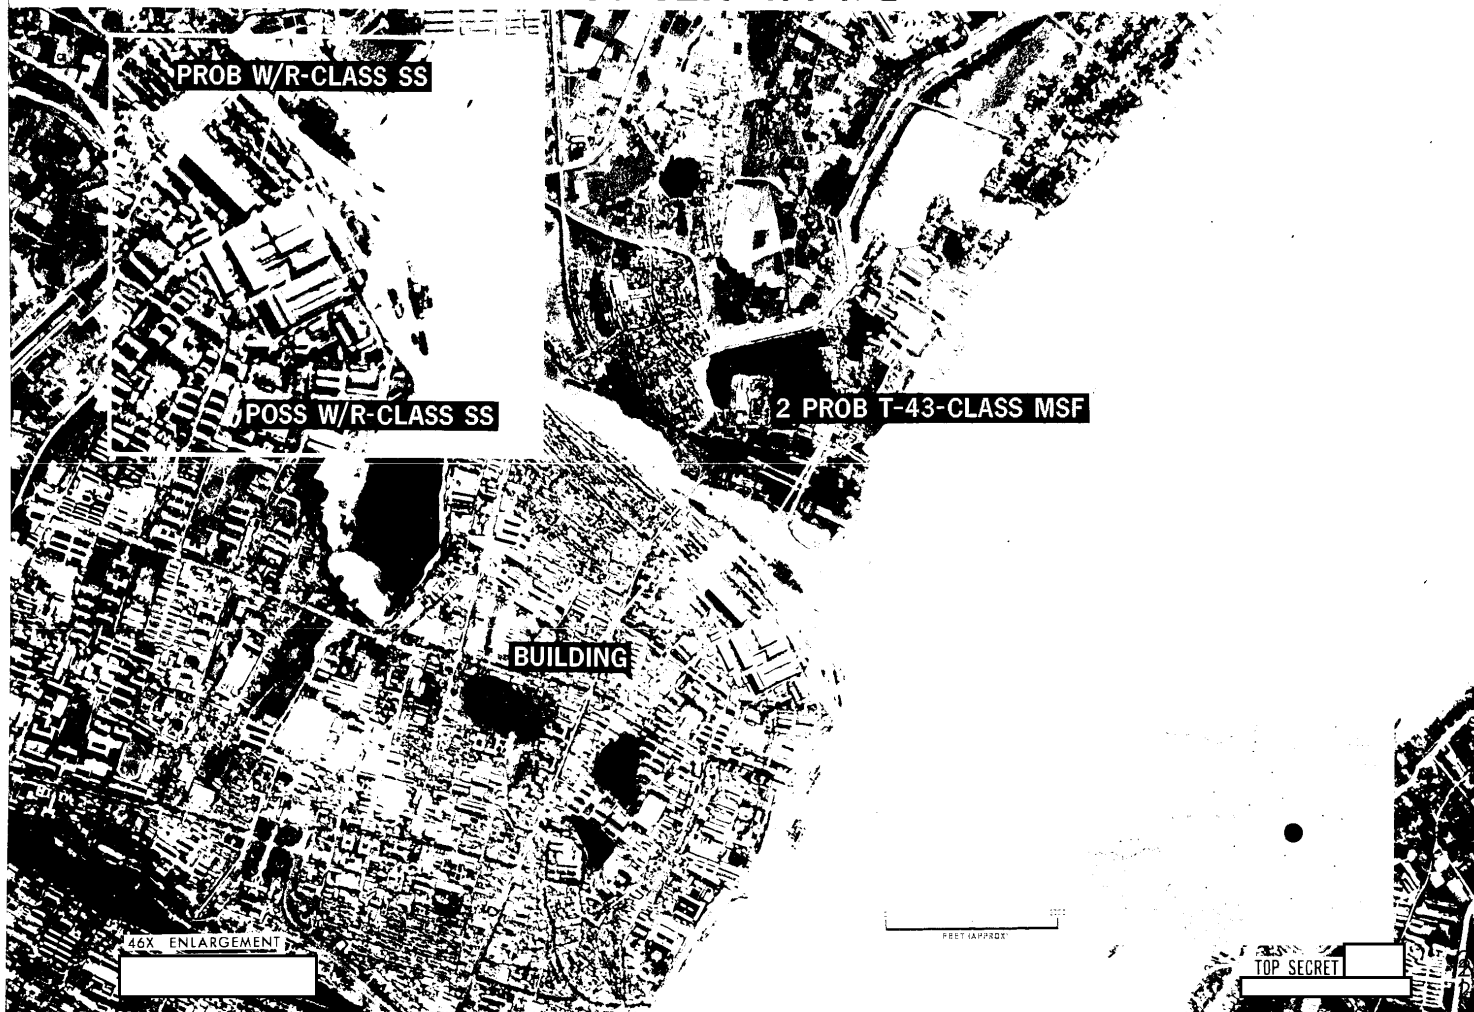 PROB W/R-CLASS SS
POSS W/R-CLASS SS
2 PROB T-43-CLASS MSF
BUILDING
46X ENLARGEMENT
FEET (APPROX)
TOP SECRET